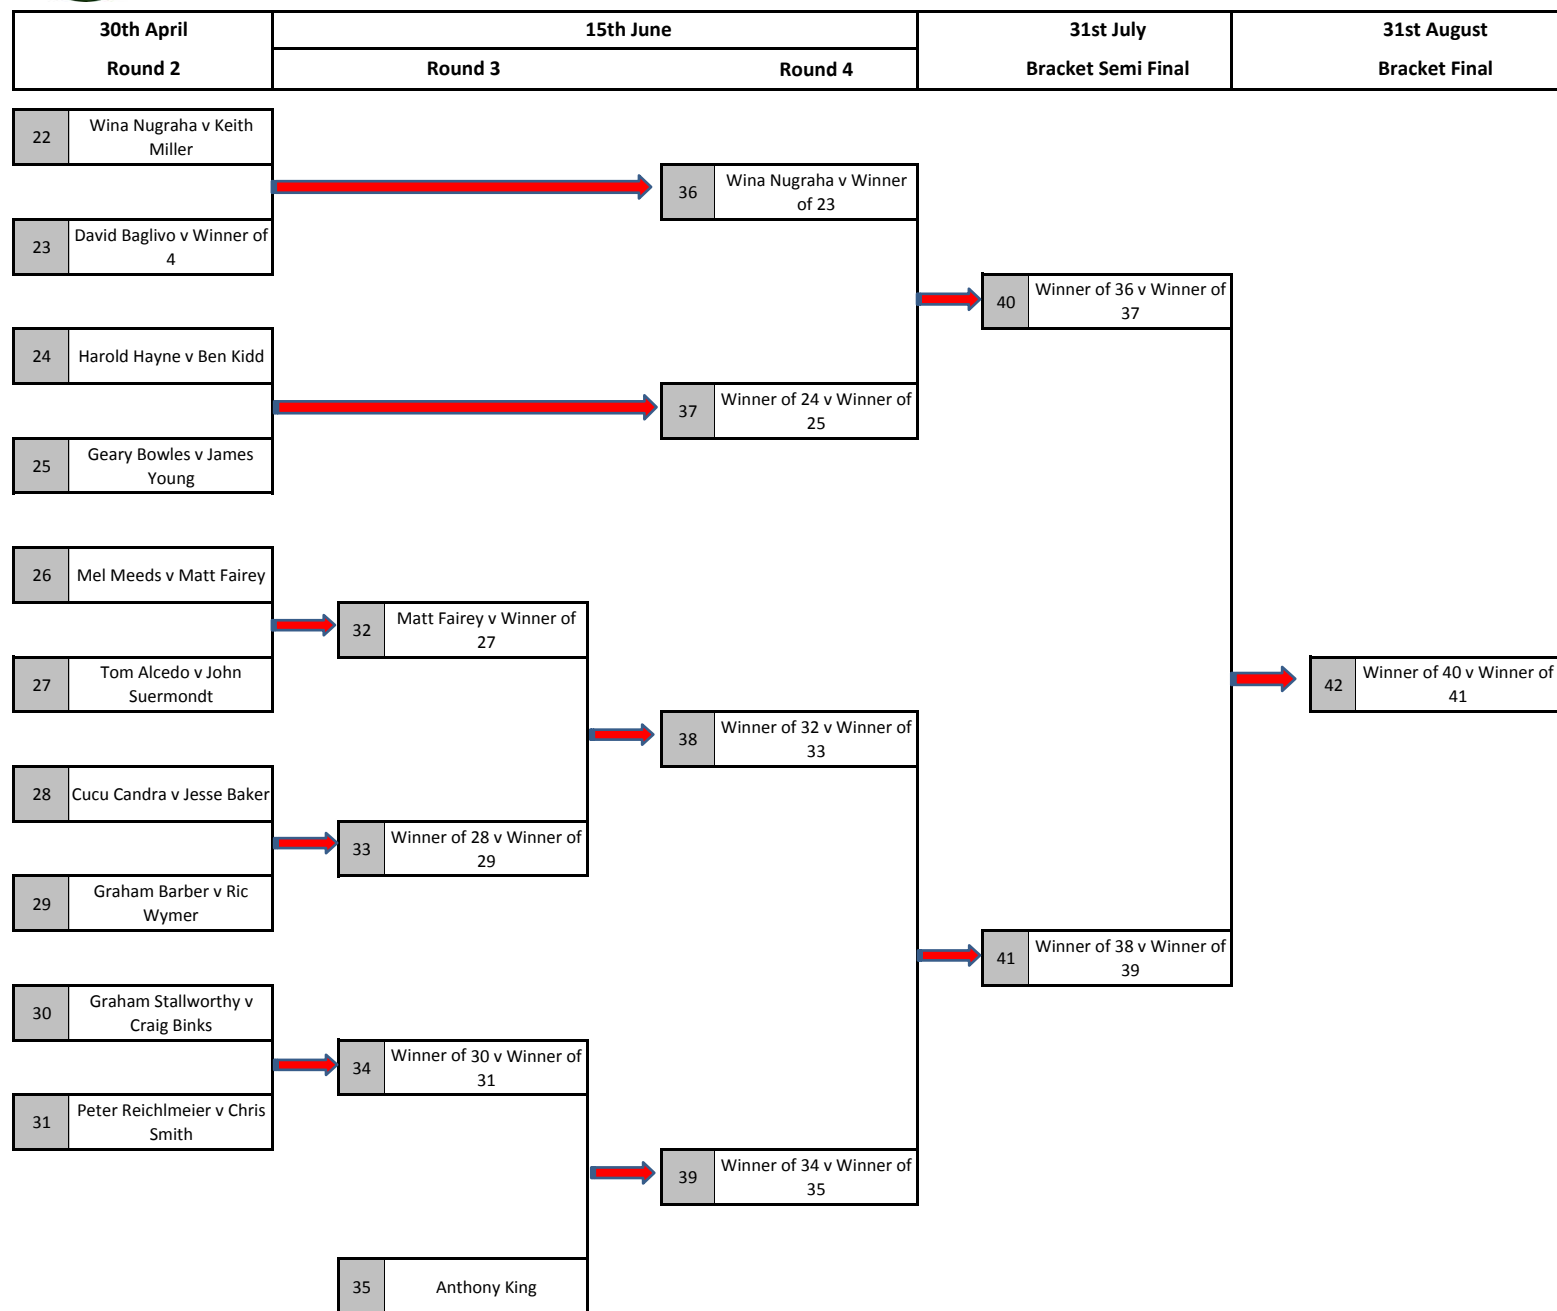 30th April
15th June
31st July
31st August
Round 2
Round 3
Round 4
Bracket Semi Final
Bracket Final
22
Wina Nugraha v Keith
Miller
36
Wina Nugraha v Winner
of 23
23
David Baglivo v Winner of
4
40
Winner of 36 v Winner of
37
24
Harold Hayne v Ben Kidd
37
Winner of 24 v Winner of
25
25
Geary Bowles v James
Young
26
Mel Meeds v Matt Fairey
32
Matt Fairey v Winner of
27
27
Tom Alcedo v John
Suermondt
42
Winner of 40 v Winner of
41
38
Winner of 32 v Winner of
33
28
Cucu Candra v Jesse Baker
33
Winner of 28 v Winner of
29
29
Graham Barber v Ric
Wymer
41
Winner of 38 v Winner of
39
30
Graham Stallworthy v
Craig Binks
34
Winner of 30 v Winner of
31
31
Peter Reichlmeier v Chris
Smith
39
Winner of 34 v Winner of
35
35
Anthony King